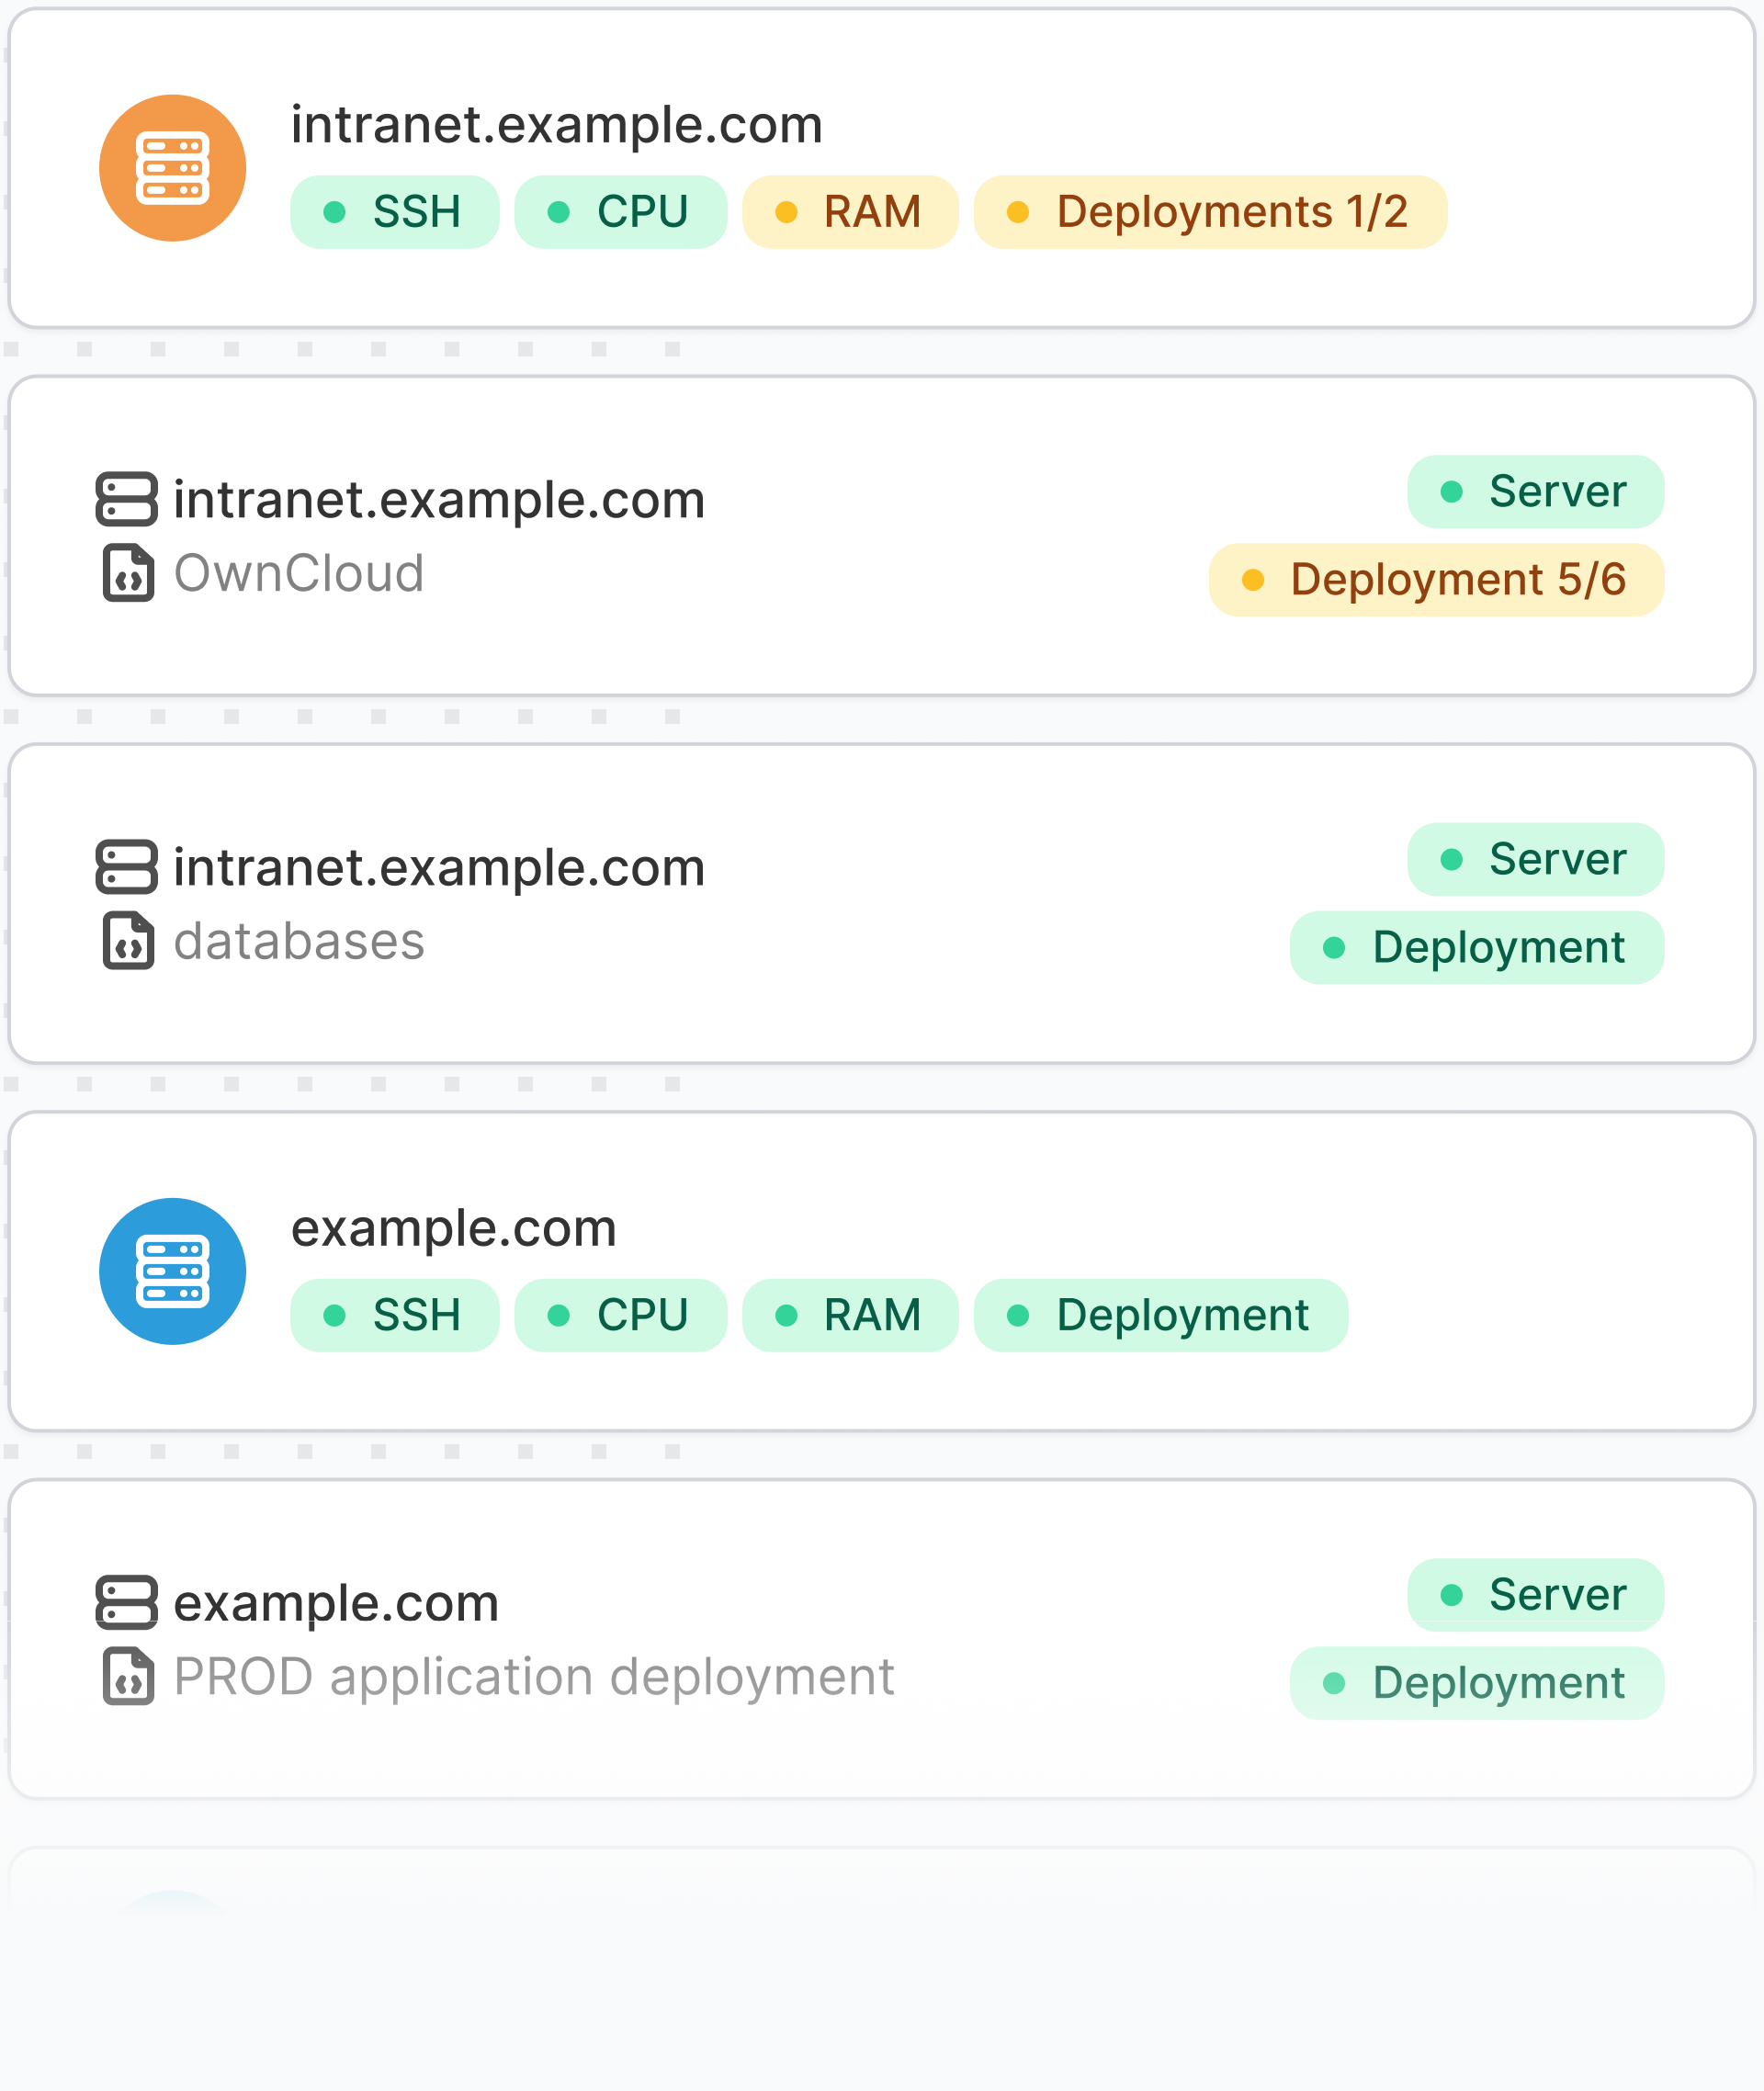 intranet.example.com
SSH CPU RAM Deployments 1/2
intranet.example.com Server
OwnCloud Deployment 5/6
intranet.example.com Server
databases Deployment
example.com
SSH CPU RAM Deployment
example.com Server
PROD application deployment Deployment